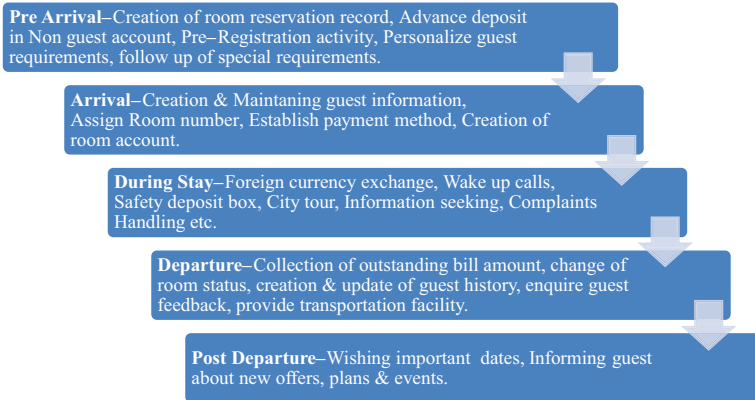 Pre Arrival–Creation of room reservation record, Advance deposit
in Non guest account, Pre–Registration activity, Personalize guest
requirements, follow up of special requirements.
Arrival–Creation & Maintaning guest information,
Assign Room number, Establish payment method, Creation of
room account.
During Stay–Foreign currency exchange, Wake up calls,
Safety deposit box, City tour, Information seeking, Complaints
Handling etc.
Departure–Collection of outstanding bill amount, change of
room status, creation & update of guest history, enquire guest
feedback, provide transportation facility.
Post Departure–Wishing important dates, Informing guest
about new offers, plans & events.